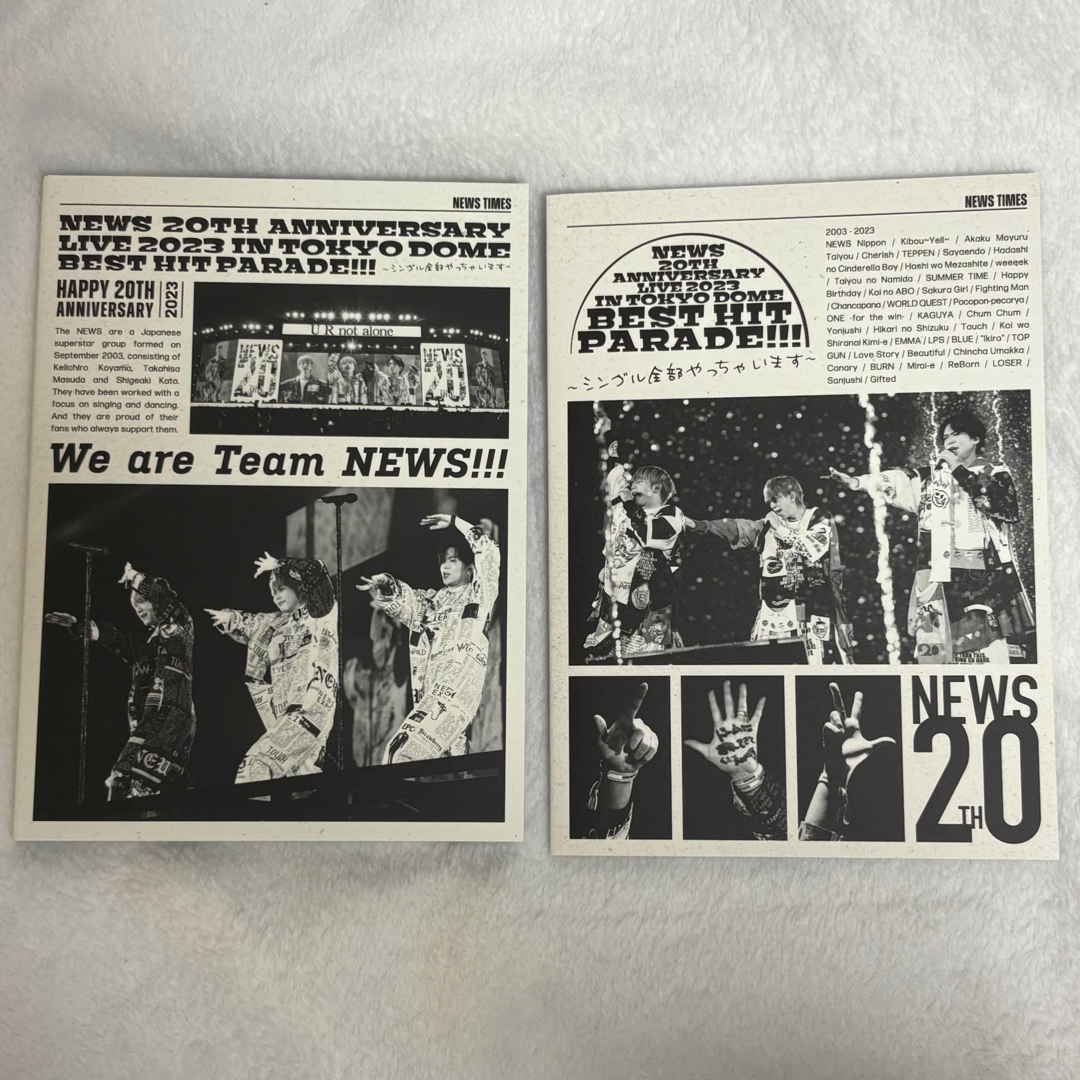 NEWS TIMES
NEWS 20TH ANNIVERSARY
LIVE 2023 IN TOKYO DOME
BEST HIT PARADE!!!
~シングル全部やっちゃいます~
HAPPY 20TH
ANNIVERSARY
2023
The NEWS are a Japanese
superstar group formed on
September 2003, consisting of
Keiichiro Koyama, Takahisa
Masuda and Shigeaki Kato.
They have been worked with a
focus on singing and dancing.
And they are proud of their
fans who always support them.
U R not alone
NEWS
20
NEWS
20
We are Team NEWS!!!
NEWS TIMES
NEWS
20TH
ANNIVERSARY
LIVE 2023
IN TOKYO DOME
BEST HIT
PARADE!!!
~シングル全部やっちゃいます~
2003 - 2023
NEWS Nippon / Kibou~Yell~ / Akaku Moyuru
Taiyou / Cherish / TEPPEN / Sayaendo / Hadashi
no Cinderella Boy / Hoshi wo Mezashite / weeeek
/ Taiyou no Namida / SUMMER TIME / Happy
Birthday / Koi no ABO / Sakura Girl / Fighting Man
/ Chancapana / WORLD QUEST / Pocopon-pecorya /
ONE -for the win- / KAGUYA / Chum Chum /
Yonjushi / Hikari no Shizuku / Touch / Koi wo
Shiranai Kimi-e / EMMA / LPS / BLUE / "Ikiro" / TOP
GUN / Love Story / Beautiful / Chincha Umakka /
Canary / BURN / Mirai-e / ReBorn / LOSER /
Sanjushi / Gifted
NEWS
20TH